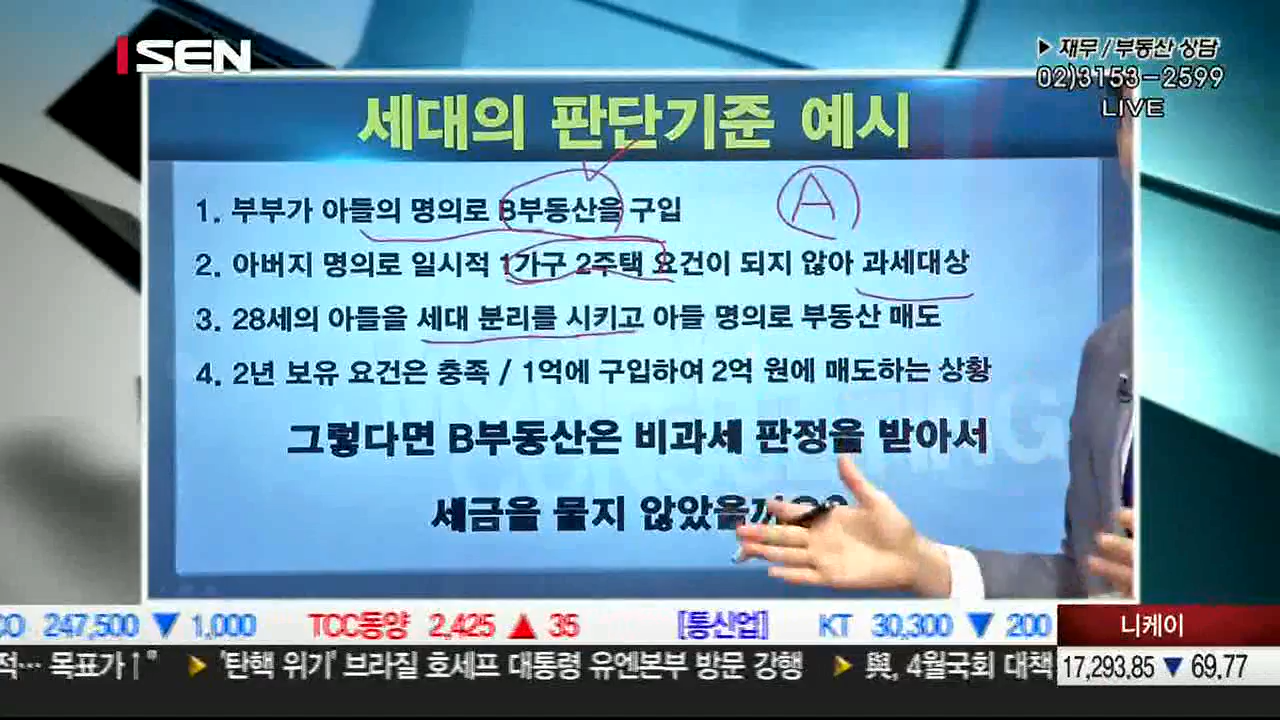 SEN
▶ 재무 / 부동산 상담
02)3153-2599
LIVE
세대의 판단기준 예시
A
1. 부부가 아들의 명의로 B부동산을 구입
2. 아버지 명의로 일시적 1가구 2주택 요건이 되지 않아 과세대상
3. 28세의 아들을 세대 분리를 시키고 아들 명의로 부동산 매도
4. 2년 보유 요건은 충족 / 1억에 구입하여 2억 원에 매도하는 상황
그렇다면 B부동산은 비과세 판정을 받아서
세금을 물지 않았을까요?
CO 247,500 ▼ 1,000 TCC동양 2,425 ▲ 35 [통신업] KT 30,300 ▼ 200 니케이
적… 목표가↑" ▶ '탄핵 위기' 브라질 호세프 대통령 유엔본부 방문 강행 ▶ 與, 4월국회 대책 17,293.85 ▼ 69.77